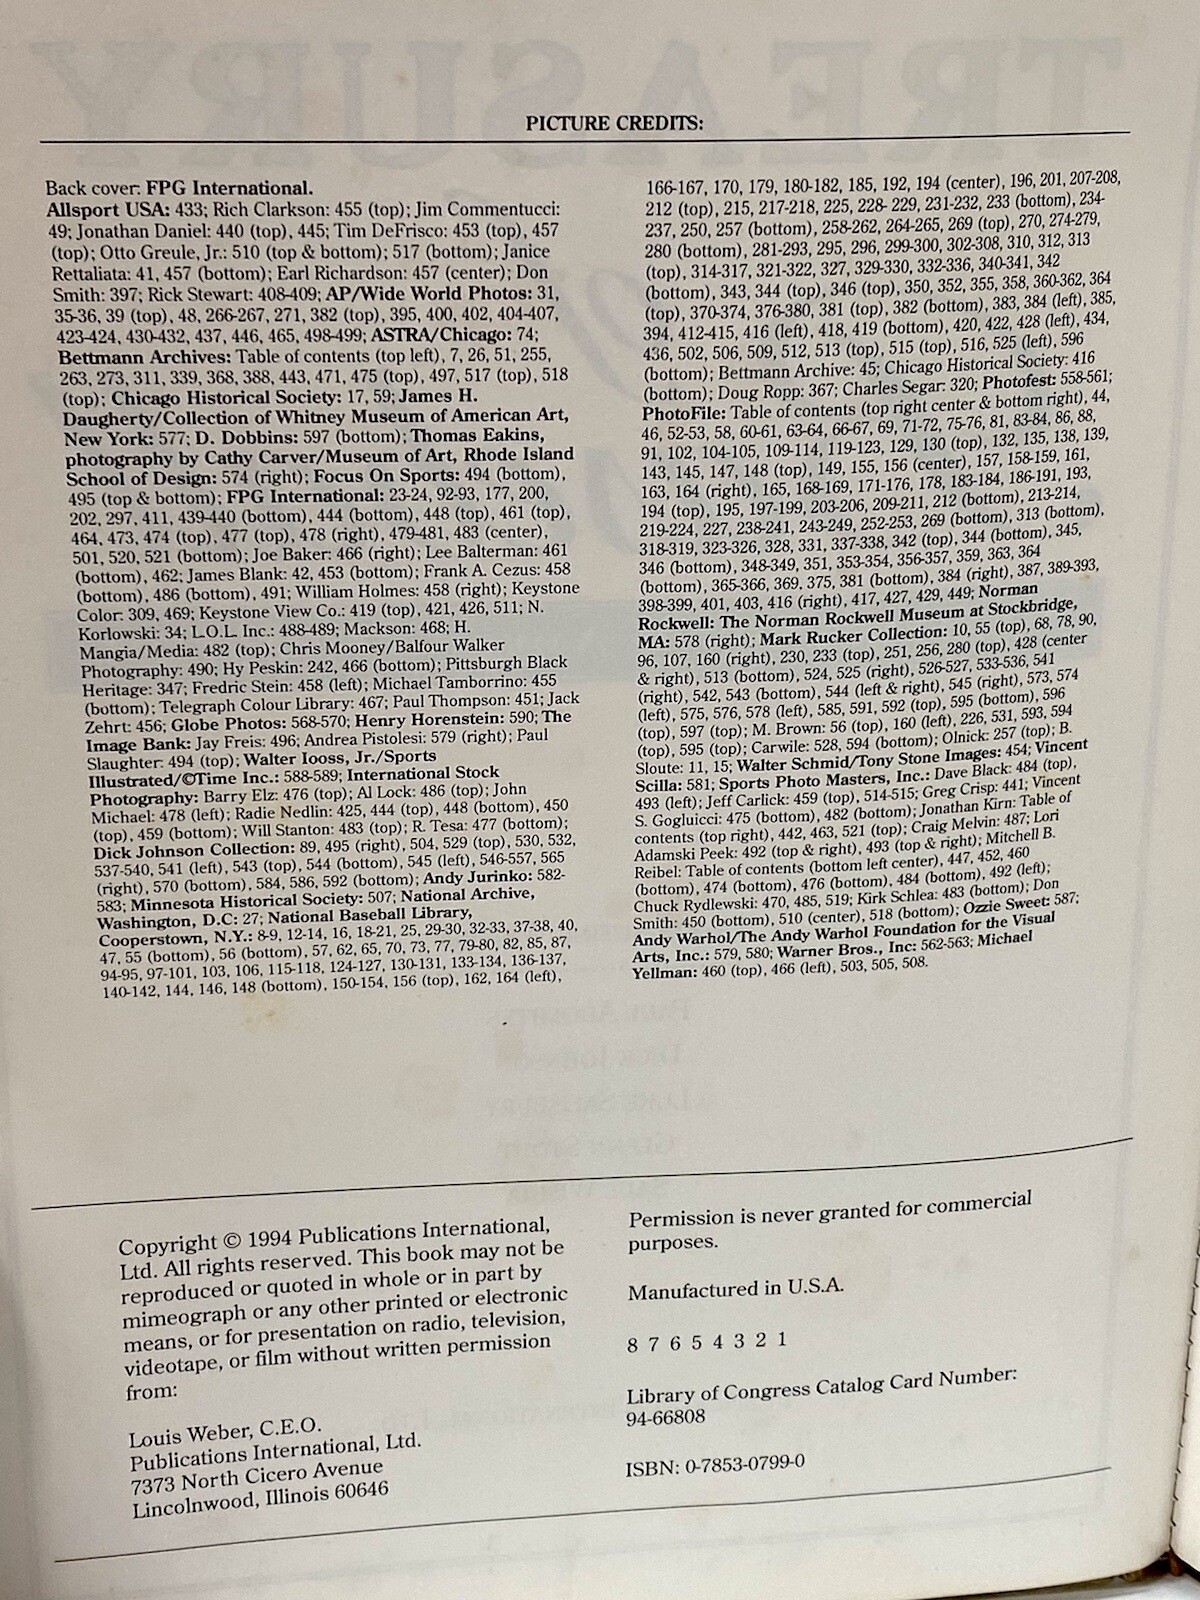 TREASURY
PICTURE CREDITS:
Back cover: FPG International.
Allsport USA: 433; Rich Clarkson: 455 (top); Jim Commentucci:
49; Jonathan Daniel: 440 (top), 445; Tim DeFrisco: 453 (top), 457
(top); Otto Greule, Jr.: 510 (top & bottom); 517 (bottom); Janice
Rettaliata: 41, 457 (bottom); Earl Richardson: 457 (center); Don
Smith: 397; Rick Stewart: 408-409; AP/Wide World Photos: 31,
35-36, 39 (top), 48, 266-267, 271, 382 (top), 395, 400, 402, 404-407,
423-424, 430-432, 437, 446, 465, 498-499; ASTRA/Chicago: 74;
Bettmann Archives: Table of contents (top left), 7, 26, 51, 255,
263, 273, 311, 339, 368, 388, 443, 471, 475 (top), 497, 517 (top), 518
(top); Chicago Historical Society: 17, 59; James H.
Daugherty/Collection of Whitney Museum of American Art,
New York: 577; D. Dobbins: 597 (bottom); Thomas Eakins,
photography by Cathy Carver/Museum of Art, Rhode Island
School of Design: 574 (right); Focus On Sports: 494 (bottom),
495 (top & bottom); FPG International: 23-24, 92-93, 177, 200,
202, 297, 411, 439-440 (bottom), 444 (bottom), 448 (top), 461 (top),
464, 473, 474 (top), 477 (top), 478 (right), 479-481, 483 (center),
501, 520, 521 (bottom); Joe Baker: 466 (right); Lee Balterman: 461
(bottom), 462; James Blank: 42, 453 (bottom); Frank A. Cezus: 458
(bottom), 486 (bottom), 491; William Holmes: 458 (right); Keystone
Color: 309, 469; Keystone View Co.: 419 (top), 421, 426, 511; N.
Korlowski: 34; L.O.L. Inc.: 488-489; Mackson: 468; H.
Mangia/Media: 482 (top); Chris Mooney/Balfour Walker
Photography: 490; Hy Peskin: 242, 466 (bottom); Pittsburgh Black
Heritage: 347; Fredric Stein: 458 (left); Michael Tamborrino: 455
(bottom); Telegraph Colour Library: 467; Paul Thompson: 451; Jack
Zehrt: 456; Globe Photos: 568-570; Henry Horenstein: 590; The
Image Bank: Jay Freis: 496; Andrea Pistolesi: 579 (right); Paul
Slaughter: 494 (top); Walter Iooss, Jr./Sports
Illustrated/©Time Inc.: 588-589; International Stock
Photography: Barry Elz: 476 (top); Al Lock: 486 (top); John
Michael: 478 (left); Radie Nedlin: 425, 444 (top), 448 (bottom), 450
(top), 459 (bottom); Will Stanton: 483 (top); R. Tesa: 477 (bottom);
Dick Johnson Collection: 89, 495 (right), 504, 529 (top), 530, 532,
537-540, 541 (left), 543 (top), 544 (bottom), 545 (left), 546-557, 565
(right), 570 (bottom), 584, 586, 592 (bottom); Andy Jurinko: 582-
583; Minnesota Historical Society: 507; National Archive,
Washington, D.C: 27; National Baseball Library,
Cooperstown, N.Y.: 8-9, 12-14, 16, 18-21, 25, 29-30, 32-33, 37-38, 40,
47, 55 (bottom), 56 (bottom), 57, 62, 65, 70, 73, 77, 79-80, 82, 85, 87,
94-95, 97-101, 103, 106, 115-118, 124-127, 130-131, 133-134, 136-137,
140-142, 144, 146, 148 (bottom), 150-154, 156 (top), 162, 164 (left),
166-167, 170, 179, 180-182, 185, 192, 194 (center), 196, 201, 207-208,
212 (top), 215, 217-218, 225, 228- 229, 231-232, 233 (bottom), 234-
237, 250, 257 (bottom), 258-262, 264-265, 269 (top), 270, 274-279,
280 (bottom), 281-293, 295, 296, 299-300, 302-308, 310, 312, 313
(top), 314-317, 321-322, 327, 329-330, 332-336, 340-341, 342
(bottom), 343, 344 (top), 346 (top), 350, 352, 355, 358, 360-362, 364
(top), 370-374, 376-380, 381 (top), 382 (bottom), 383, 384 (left), 385,
394, 412-415, 416 (left), 418, 419 (bottom), 420, 422, 428 (left), 434,
436, 502, 506, 509, 512, 513 (top), 515 (top), 516, 525 (left), 596
(bottom); Bettmann Archive: 45; Chicago Historical Society: 416
(bottom); Doug Ropp: 367; Charles Segar: 320; Photofest: 558-561;
PhotoFile: Table of contents (top right center & bottom right), 44,
46, 52-53, 58, 60-61, 63-64, 66-67, 69, 71-72, 75-76, 81, 83-84, 86, 88,
91, 102, 104-105, 109-114, 119-123, 129, 130 (top), 132, 135, 138, 139,
143, 145, 147, 148 (top), 149, 155, 156 (center), 157, 158-159, 161,
163, 164 (right), 165, 168-169, 171-176, 178, 183-184, 186-191, 193,
194 (top), 195, 197-199, 203-206, 209-211, 212 (bottom), 213-214,
219-224, 227, 238-241, 243-249, 252-253, 269 (bottom), 313 (bottom),
318-319, 323-326, 328, 331, 337-338, 342 (top), 344 (bottom), 345,
346 (bottom), 348-349, 351, 353-354, 356-357, 359, 363, 364
(bottom), 365-366, 369, 375, 381 (bottom), 384 (right), 387, 389-393,
398-399, 401, 403, 416 (right), 417, 427, 429, 449; Norman
Rockwell: The Norman Rockwell Museum at Stockbridge,
MA: 578 (right); Mark Rucker Collection: 10, 55 (top), 68, 78, 90,
96, 107, 160 (right), 230, 233 (top), 251, 256, 280 (top), 428 (center
& right), 513 (bottom), 524, 525 (right), 526-527, 533-536, 541
(right), 542, 543 (bottom), 544 (left & right), 545 (right), 573, 574
(left), 575, 576, 578 (left), 585, 591, 592 (top), 595 (bottom), 596
(top), 597 (top); M. Brown: 56 (top), 160 (left), 226, 531, 593, 594
(top), 595 (top); Carwile: 528, 594 (bottom); Olnick: 257 (top); B.
Sloute: 11, 15; Walter Schmid/Tony Stone Images: 454; Vincent
Scilla: 581; Sports Photo Masters, Inc.: Dave Black: 484 (top),
493 (left); Jeff Carlick: 459 (top), 514-515; Greg Crisp: 441; Vincent
S. Gogluicci: 475 (bottom), 482 (bottom); Jonathan Kirn: Table of
contents (top right), 442, 463, 521 (top); Craig Melvin: 487; Lori
Adamski Peek: 492 (top & right), 493 (top & right); Mitchell B.
Reibel: Table of contents (bottom left center), 447, 452, 460
(bottom), 474 (bottom), 476 (bottom), 484 (bottom), 492 (left);
Chuck Rydlewski: 470, 485, 519; Kirk Schlea: 483 (bottom); Don
Smith: 450 (bottom), 510 (center), 518 (bottom); Ozzie Sweet: 587;
Andy Warhol/The Andy Warhol Foundation for the Visual
Arts, Inc.: 579, 580; Warner Bros., Inc: 562-563; Michael
Yellman: 460 (top), 466 (left), 503, 505, 508.
Copyright © 1994 Publications International,
Ltd. All rights reserved. This book may not be
reproduced or quoted in whole or in part by
mimeograph or any other printed or electronic
means, or for presentation on radio, television,
videotape, or film without written permission
from:
Louis Weber, C.E.O.
Publications International, Ltd.
7373 North Cicero Avenue
Lincolnwood, Illinois 60646
Permission is never granted for commercial
purposes.
Manufactured in U.S.A.
8 7 6 5 4 3 2 1
Library of Congress Catalog Card Number:
94-66808
ISBN: 0-7853-0799-0